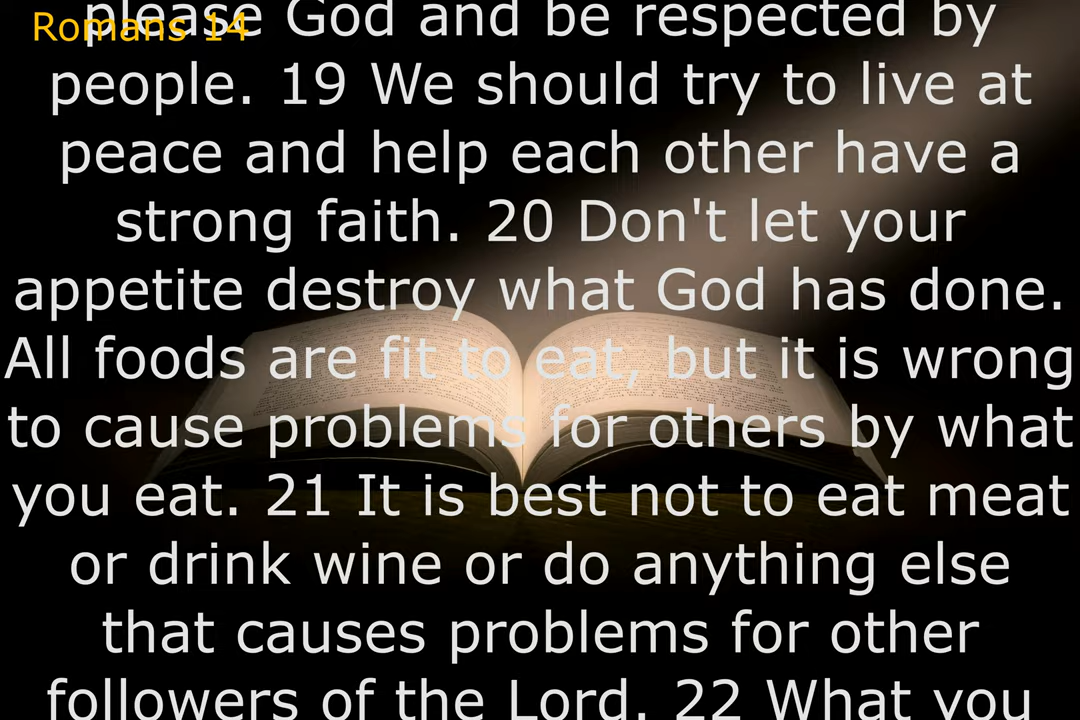 Romans 14
please God and be respected by
people. 19 We should try to live at
peace and help each other have a
strong faith. 20 Don't let your
appetite destroy what God has done.
All foods are fit to eat, but it is wrong
to cause problems for others by what
you eat. 21 It is best not to eat meat
or drink wine or do anything else
that causes problems for other
followers of the Lord. 22 What you